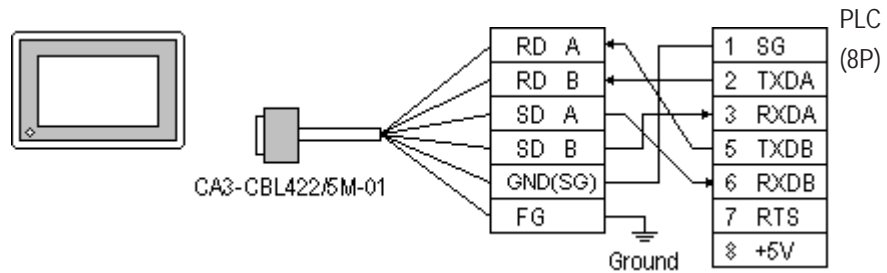 PLC
(8P)
RD A
RD B
SD A
SD B
GND(SG)
FG
1 SG
2 TXDA
3 RXDA
5 TXDB
6 RXDB
7 RTS
8 +5V
CA3-CBL422/5M-01
Ground